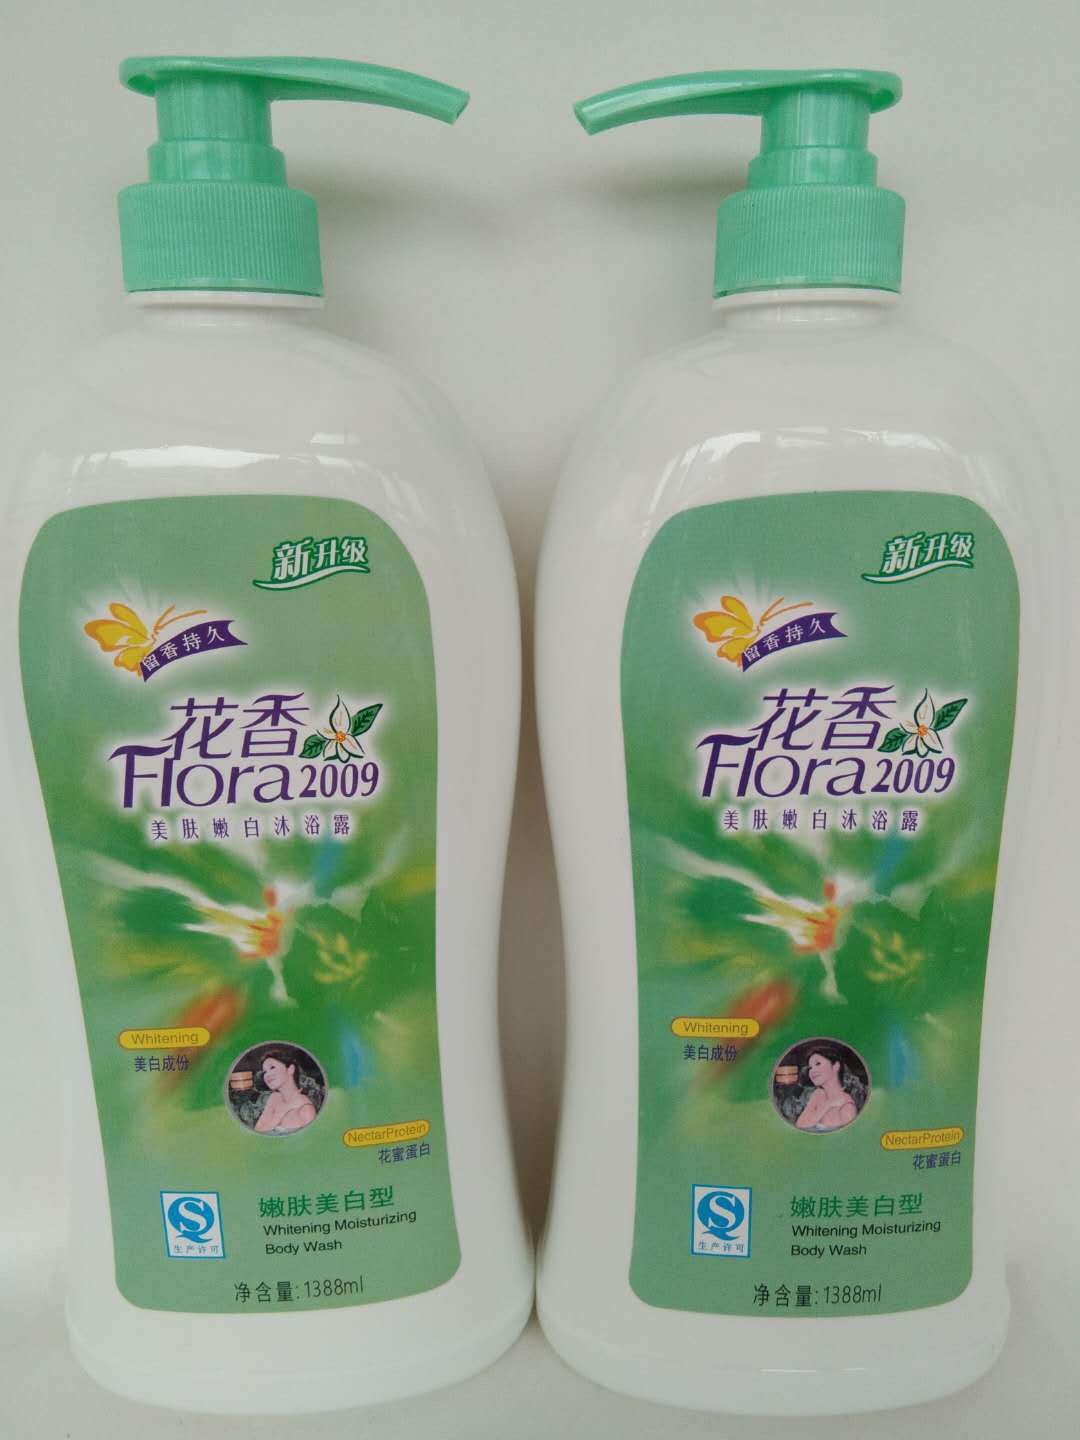 新升级
留香持久
花香
Flora 2009
美肤嫩白沐浴露
Whitening
美白成份
NectarProtein
花蜜蛋白
S
生产许可
嫩肤美白型
Whitening Moisturizing
Body Wash
净含量:1388ml
新升级
留香持久
花香
Flora 2009
美肤嫩白沐浴露
Whitening
美白成份
NectarProtein
花蜜蛋白
S
生产许可
嫩肤美白型
Whitening Moisturizing
Body Wash
净含量:1388ml